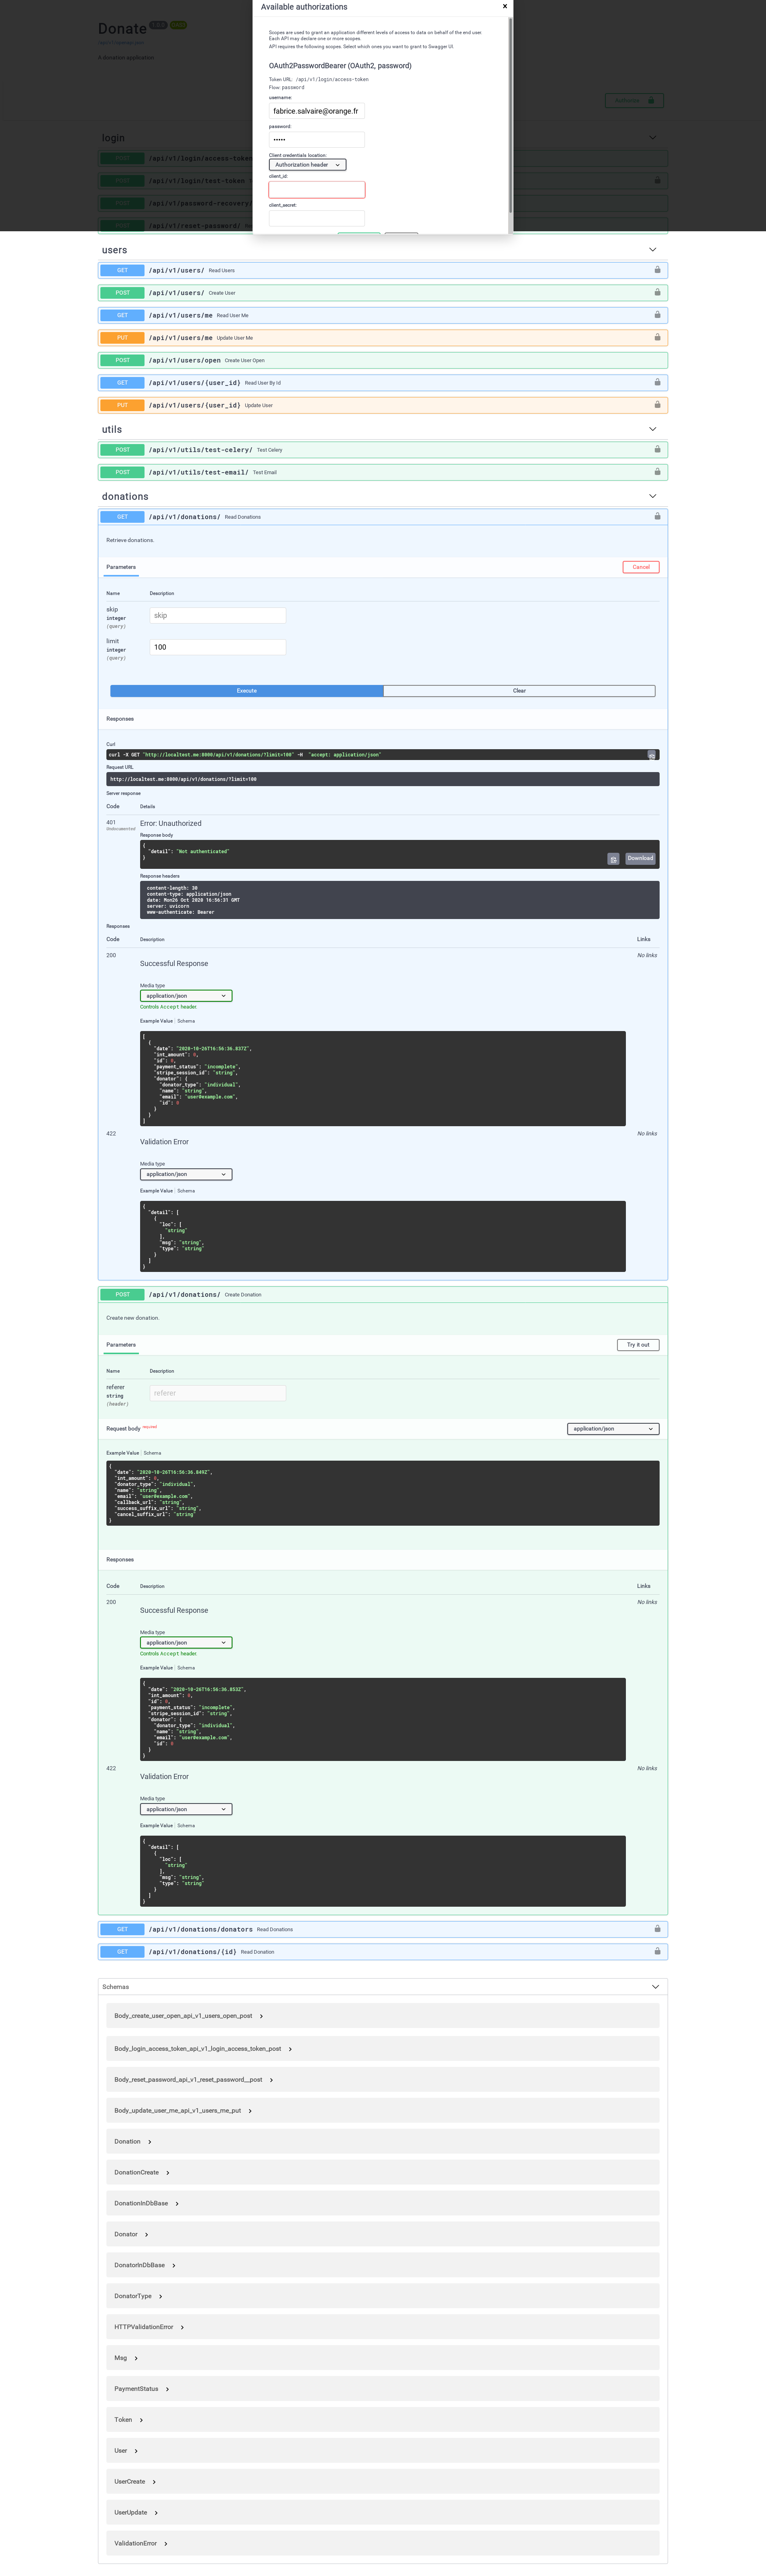 Available authorizations
Scopes are used to grant an application different levels of access to data on behalf of the end user. Each API may declare one or more scopes.
API requires the following scopes. Select which ones you want to grant to Swagger UI.
OAuth2PasswordBearer (OAuth2, password)
Token URL: /api/v1/login/access-token
Flow: password
username:
fabrice.salvaire@orange.fr
password:
•••••
Client credentials location:
Authorization header
client_id:
client_secret:
Donate
A donation application
Authorize
login
POST /api/v1/login/access-token
POST /api/v1/login/test-token
POST /api/v1/password-recovery/
POST /api/v1/reset-password/
users
GET /api/v1/users/ Read Users
POST /api/v1/users/ Create User
GET /api/v1/users/me Read User Me
PUT /api/v1/users/me Update User Me
POST /api/v1/users/open Create User Open
GET /api/v1/users/{user_id} Read User By Id
PUT /api/v1/users/{user_id} Update User
utils
POST /api/v1/utils/test-celery/ Test Celery
POST /api/v1/utils/test-email/ Test Email
donations
GET /api/v1/donations/ Read Donations
Retrieve donations.
Parameters Cancel
Name Description
skip
integer
(query)
skip
limit
integer
(query)
100
Execute Clear
Responses
Curl
curl -X GET "http://localtest.me:8000/api/v1/donations/?limit=100" -H "accept: application/json"
Request URL
http://localtest.me:8000/api/v1/donations/?limit=100
Server response
Code Details
401
Undocumented
Error: Unauthorized
Response body
{
"detail": "Not authenticated"
}
Download
Response headers
content-length: 30
content-type: application/json
date: Mon26 Oct 2020 16:56:31 GMT
server: uvicorn
www-authenticate: Bearer
Responses
Code Description Links
200 No links
Successful Response
Media type
application/json
Controls Accept header.
Example Value Schema
[
{
"date": "2020-10-26T16:56:36.837Z",
"int_amount": 0,
"id": 0,
"payment_status": "incomplete",
"stripe_session_id": "string",
"donator": {
"donator_type": "individual",
"name": "string",
"email": "user@example.com",
"id": 0
}
}
]
422 No links
Validation Error
Media type
application/json
Example Value Schema
{
"detail": [
{
"loc": [
"string"
],
"msg": "string",
"type": "string"
}
]
}
POST /api/v1/donations/ Create Donation
Create new donation.
Parameters Try it out
Name Description
referer
string
(header)
referer
Request body required application/json
Example Value Schema
{
"date": "2020-10-26T16:56:36.849Z",
"int_amount": 0,
"donator_type": "individual",
"name": "string",
"email": "user@example.com",
"callback_url": "string",
"success_suffix_url": "string",
"cancel_suffix_url": "string"
}
Responses
Code Description Links
200 No links
Successful Response
Media type
application/json
Controls Accept header.
Example Value Schema
{
"date": "2020-10-26T16:56:36.853Z",
"int_amount": 0,
"id": 0,
"payment_status": "incomplete",
"stripe_session_id": "string",
"donator": {
"donator_type": "individual",
"name": "string",
"email": "user@example.com",
"id": 0
}
}
422 No links
Validation Error
Media type
application/json
Example Value Schema
{
"detail": [
{
"loc": [
"string"
],
"msg": "string",
"type": "string"
}
]
}
GET /api/v1/donations/donators Read Donations
GET /api/v1/donations/{id} Read Donation
Schemas
Body_create_user_open_api_v1_users_open_post
Body_login_access_token_api_v1_login_access_token_post
Body_reset_password_api_v1_reset_password__post
Body_update_user_me_api_v1_users_me_put
Donation
DonationCreate
DonationInDbBase
Donator
DonatorInDbBase
DonatorType
HTTPValidationError
Msg
PaymentStatus
Token
User
UserCreate
UserUpdate
ValidationError